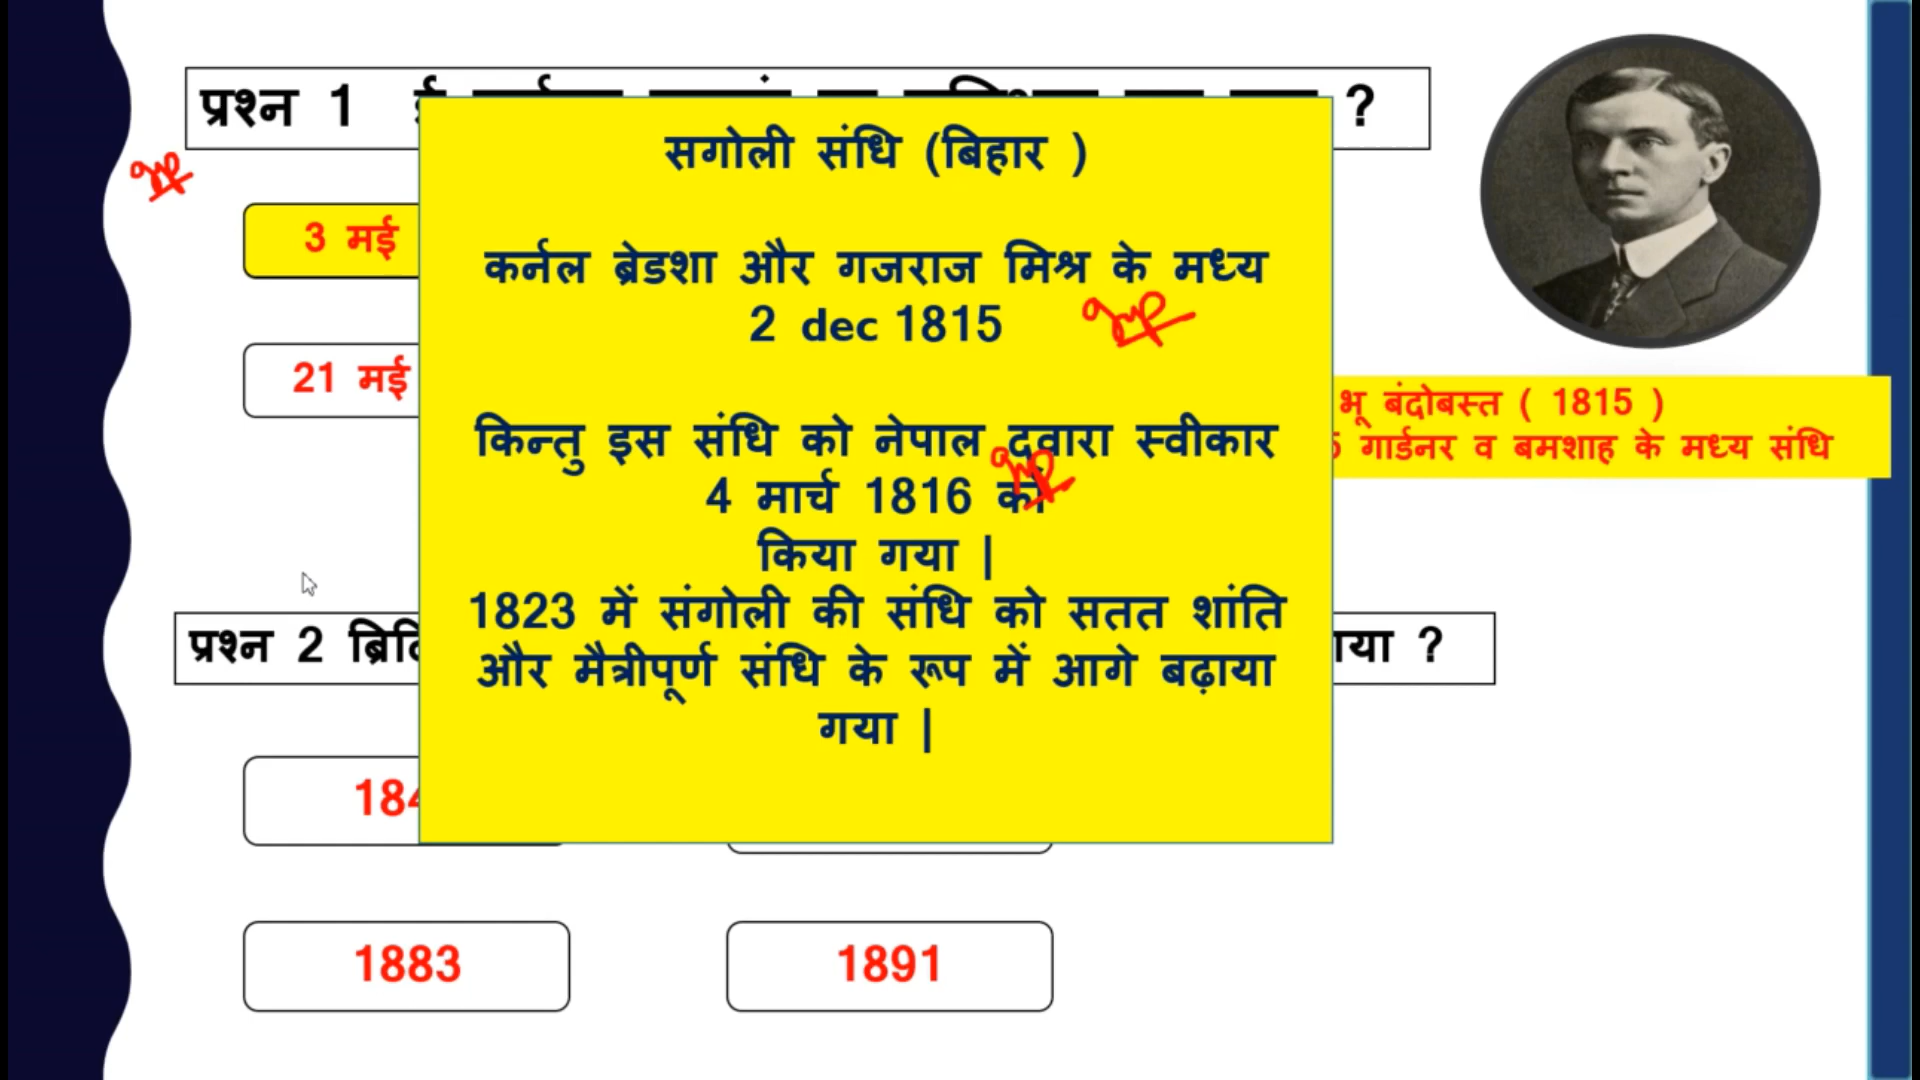 प्रश्न 1 ?
सगोली संधि (बिहार )
3 मई
कर्नल ब्रेडशा और गजराज मिश्र के मध्य
2 dec 1815
21 मई
भू बंदोबस्त ( 1815 )
गार्डनर व बमशाह के मध्य संधि
किन्तु इस संधि को नेपाल दवारा स्वीकार
4 मार्च 1816 को
किया गया |
1823 में संगोली की संधि को सतत शांति
और मैत्रीपूर्ण संधि के रूप में आगे बढ़ाया
गया |
प्रश्न 2 ?
1883
1891